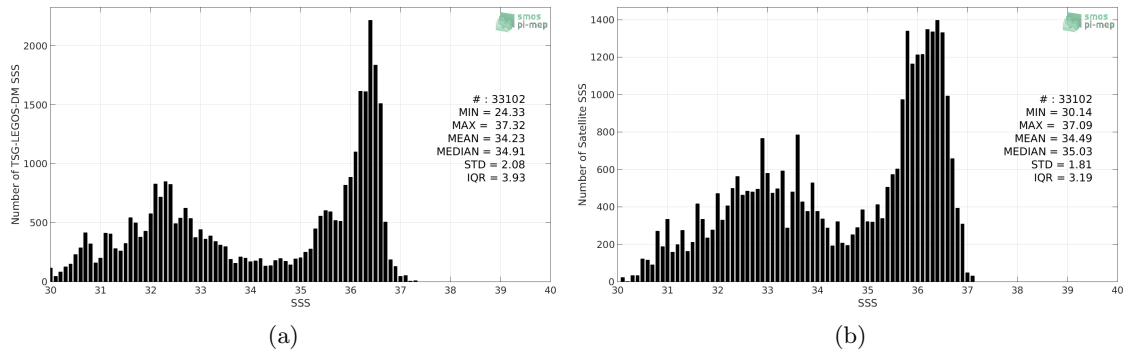 smos
pi-mep
Number of TSG-LEGOS-DM SSS
2000
1500
1000
500
0
# : 33102
MIN = 24.33
MAX = 37.32
MEAN = 34.23
MEDIAN = 34.91
STD = 2.08
IQR = 3.93
30 31 32 33 34 35 36 37 38 39 40
SSS
(a)
smos
pi-mep
Number of Satellite SSS
1400
1200
1000
800
600
400
200
0
# : 33102
MIN = 30.14
MAX = 37.09
MEAN = 34.49
MEDIAN = 35.03
STD = 1.81
IQR = 3.19
30 31 32 33 34 35 36 37 38 39 40
SSS
(b)